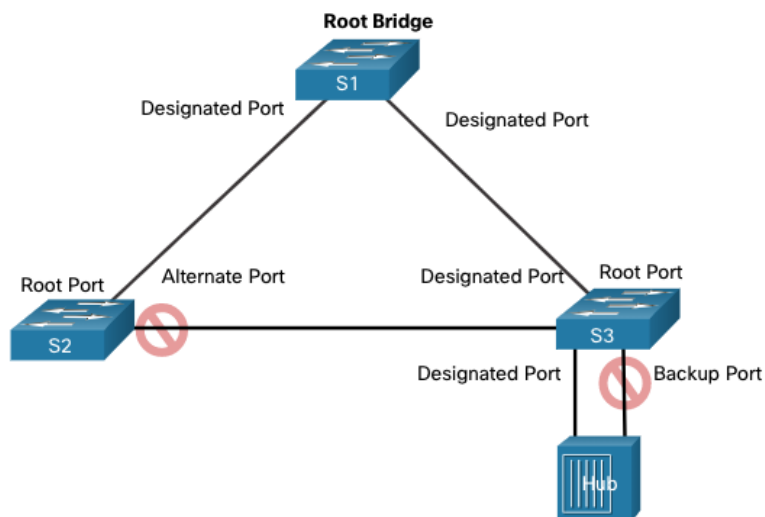 Root Bridge
S1
Designated Port
Designated Port
Root Port
Alternate Port
Designated Port
Root Port
S2
S3
Designated Port
Backup Port
Hub